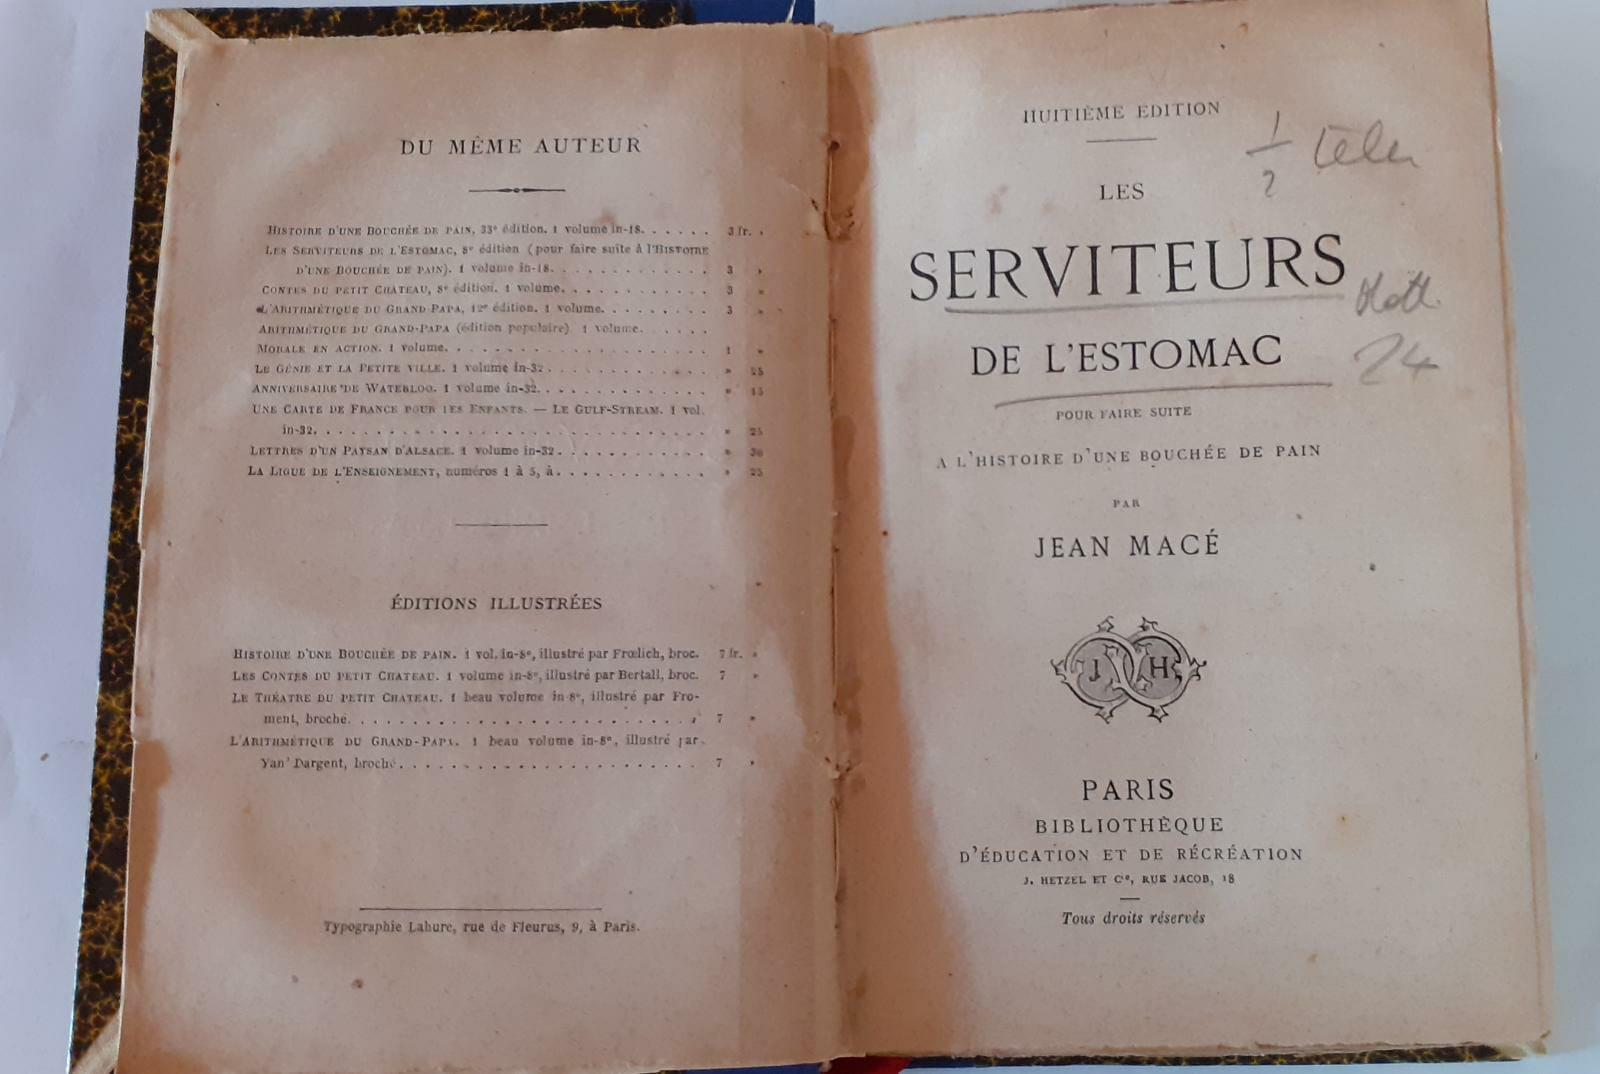 DU MÊME AUTEUR
HISTOIRE D'UNE BOUCHÉE DE PAIN, 33e édition. 1 volume in-18. . . . . . 3 fr. »
LES SERVITEURS DE L'ESTOMAC, 8e édition (pour faire suite à l'HISTOIRE
D'UNE BOUCHÉE DE PAIN). 1 volume in-18. . . . . . . . . . . . . 3 »
CONTES DU PETIT CHATEAU, 8e édition. 1 volume. . . . . . . . . . . . 3 »
L'ARITHMÉTIQUE DU GRAND-PAPA, 12e édition. 1 volume. . . . . . . . 3 »
ARITHMÉTIQUE DU GRAND-PAPA (édition populaire) 1 volume. . . . . .
MORALE EN ACTION. 1 volume. . . . . . . . . . . . . . . . . . . . 1 »
LE GÉNIE ET LA PETITE VILLE. 1 volume in-32. . . . . . . . . . . . . » 25
ANNIVERSAIRE DE WATERLOO. 1 volume in-32. . . . . . . . . . . . . » 15
UNE CARTE DE FRANCE POUR LES ENFANTS. — LE GULF-STREAM. 1 vol.
in-32. . . . . . . . . . . . . . . . . . . . . . . . . . . . . . » 25
LETTRES D'UN PAYSAN D'ALSACE. 1 volume in-32. . . . . . . . . . . . » 30
LA LIGUE DE L'ENSEIGNEMENT, numéros 1 à 5, à. . . . . . . . . . . . » 25
ÉDITIONS ILLUSTRÉES
HISTOIRE D'UNE BOUCHÉE DE PAIN. 1 vol. in-8e, illustré par Frœlich, broc. 7 fr. »
LES CONTES DU PETIT CHATEAU. 1 volume in-8e, illustré par Bertall, broc. 7 »
LE THÉATRE DU PETIT CHATEAU. 1 beau volume in-8e, illustré par Fro-
ment, broché. . . . . . . . . . . . . . . . . . . . . . . . . . . 7 »
L'ARITHMÉTIQUE DU GRAND-PAPA. 1 beau volume in-8e, illustré par
Yan' Dargent, broché. . . . . . . . . . . . . . . . . . . . . . . 7 »
Typographie Lahure, rue de Fleurus, 9, à Paris.
HUITIÈME EDITION
1/2
LES
SERVITEURS
DE L'ESTOMAC
24
POUR FAIRE SUITE
A L'HISTOIRE D'UNE BOUCHÉE DE PAIN
PAR
JEAN MACÉ
J H
PARIS
BIBLIOTHÈQUE
D'ÉDUCATION ET DE RÉCRÉATION
J. HETZEL ET Cie, RUE JACOB, 18
Tous droits réservés